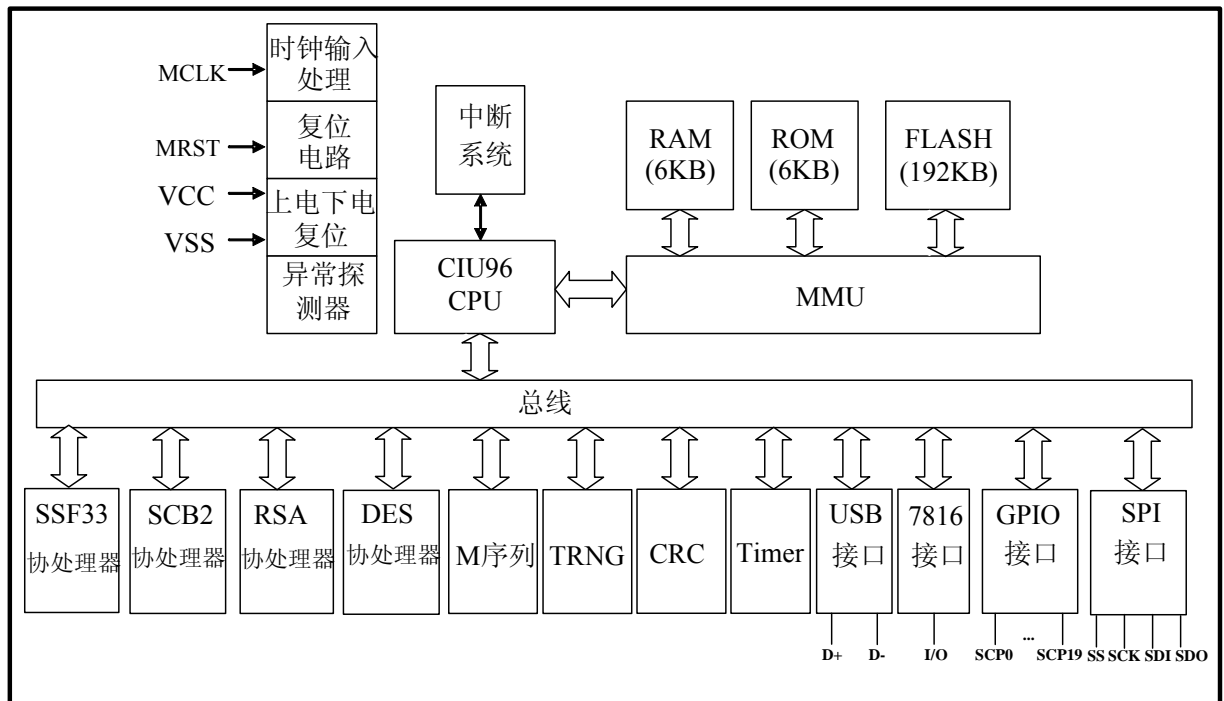 MCLK
时钟输入
处理
MRST
复位
电路
VCC
VSS
上电下电
复位
异常探
测器
中断
系统
CIU96
CPU
RAM
(6KB)
ROM
(6KB)
FLASH
(192KB)
MMU
总线
SSF33
协处理器
SCB2
协处理器
RSA
协处理器
DES
协处理器
M序列
TRNG
CRC
Timer
USB
接口
7816
接口
GPIO
接口
SPI
接口
D+
D-
I/O
SCP0
...
SCP19
SS
SCK
SDI
SDO